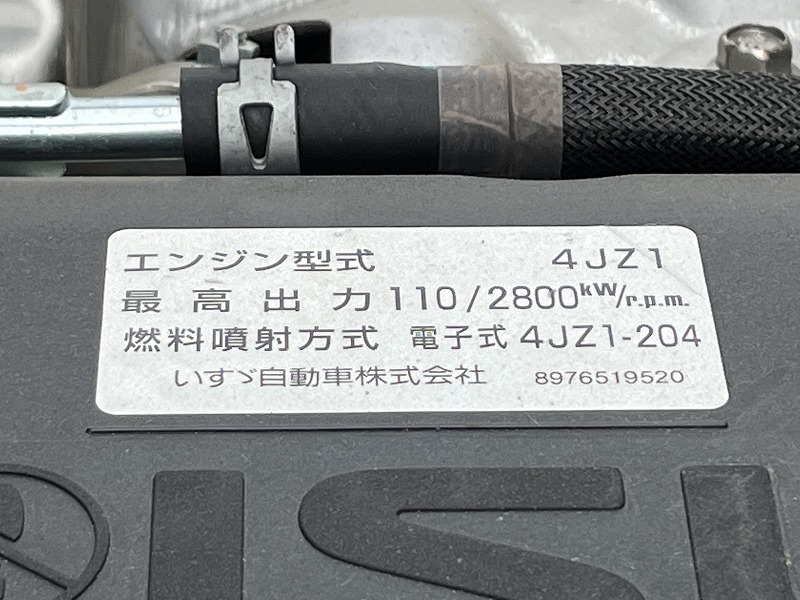 エンジン型式 4JZ1
最高出力 110/2800kW/r.p.m.
燃料噴射方式 電子式 4JZ1-204
いすゞ自動車株式会社 8976519520
ISU